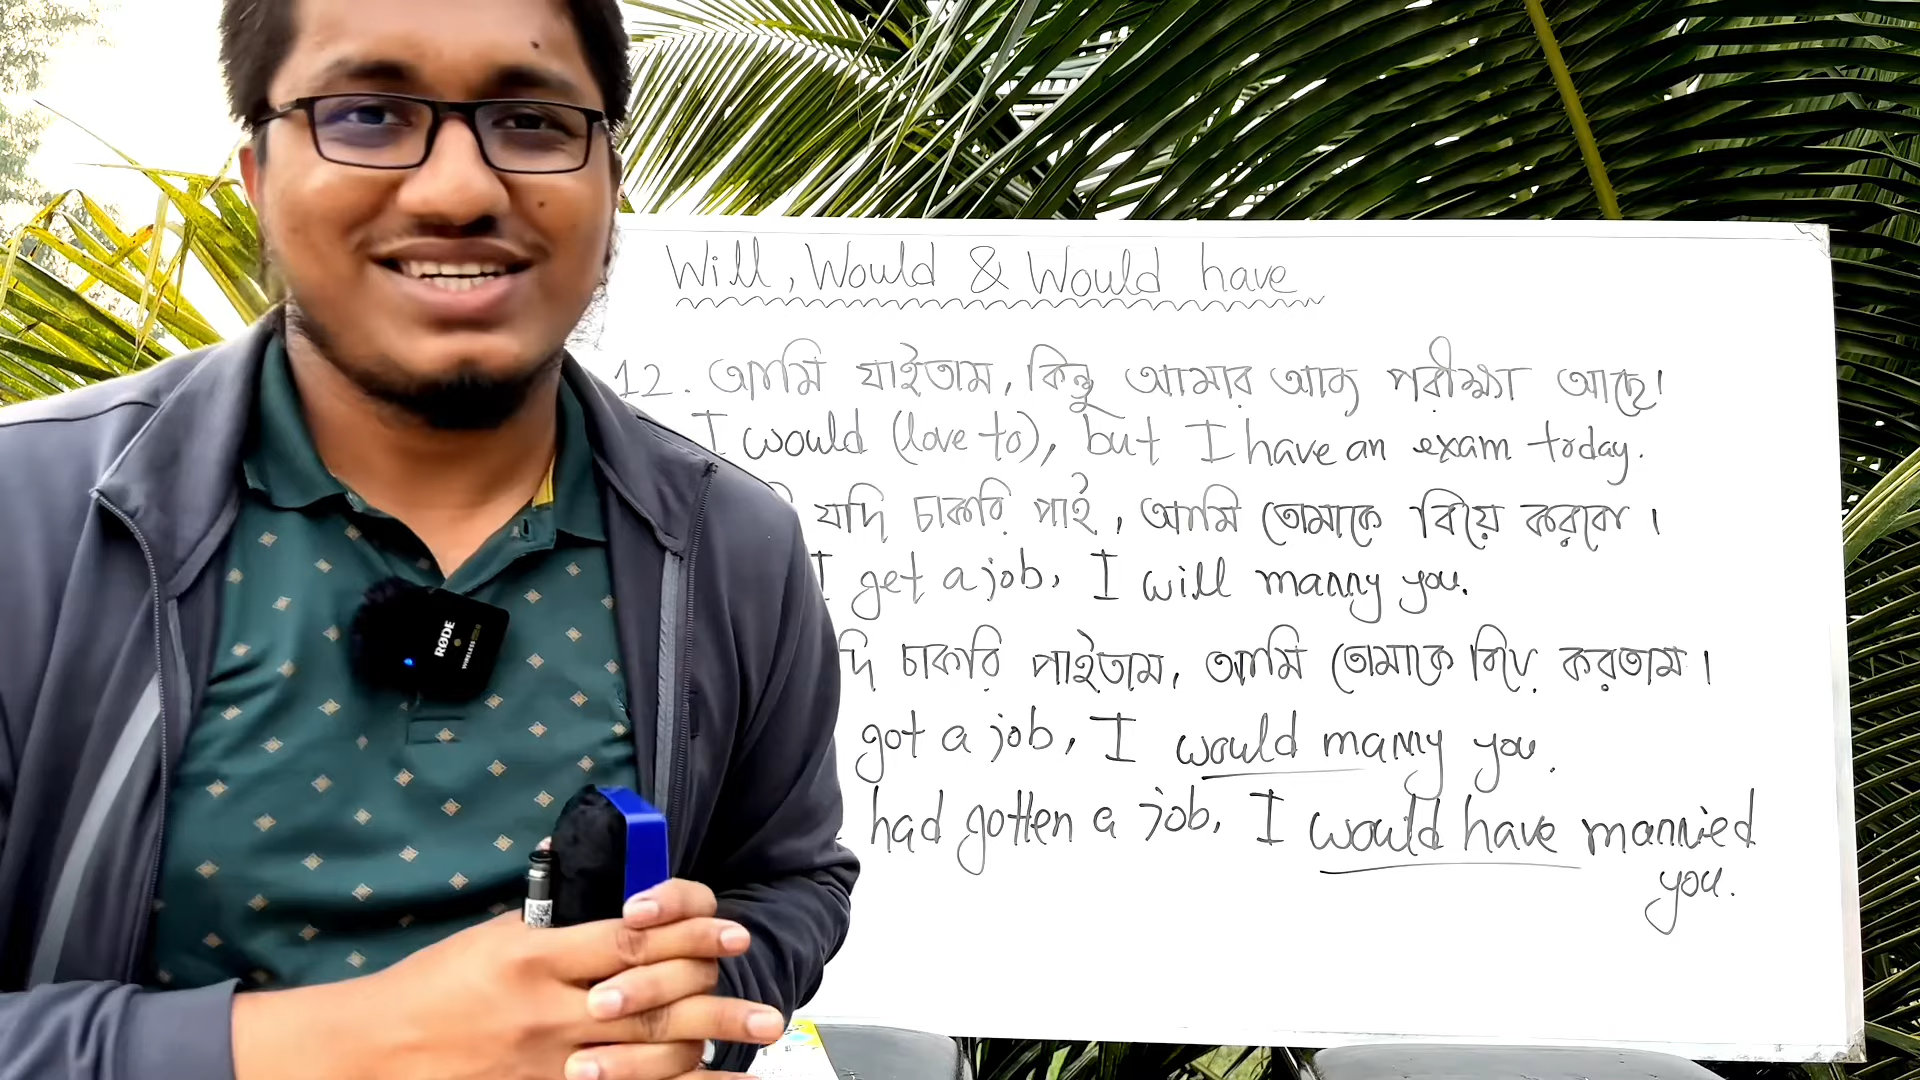 Will, Would & Would have
12. আমি যাইতাম, কিন্তু আমার আজ পরীক্ষা আছে।
I would (love to), but I have an exam today.
যদি চাকরি পাই, আমি তোমাকে বিয়ে করবো।
I get a job, I will marry you.
চাকরি পাইতাম, আমি তোমাকে বিয়ে করতাম।
got a job, I would marry you.
had gotten a job, I would have married
you.
RØDE
WIRELESS